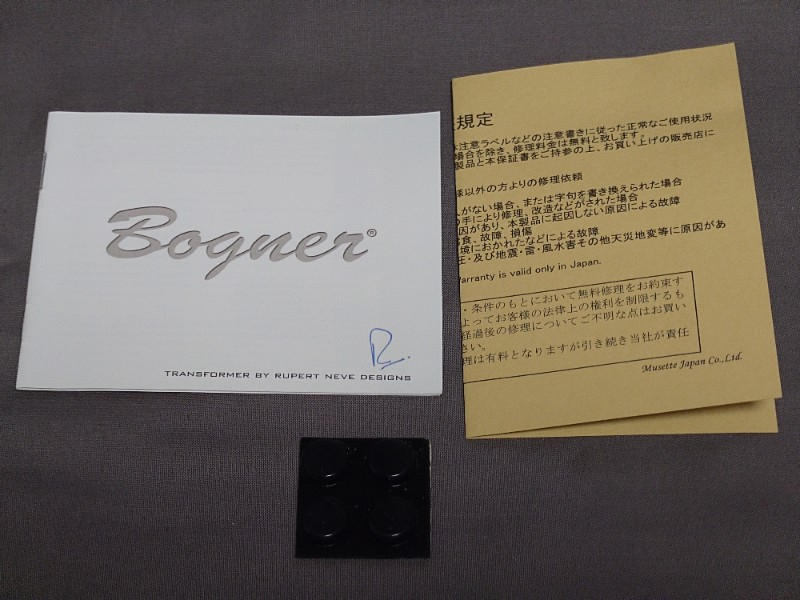 Bogner®
R.
TRANSFORMER BY RUPERT NEVE DESIGNS
規定
注意ラベルなどの注意書きに従った正常なご使用状況
場合を除き、修理料金は無料と致します。
製品と本保証書をご持参の上、お買い上げの販売店に
様以外の方よりの修理依頼
がない場合、または字句を書き換えられた場合
の手により修理、改造などがされた場合
因があり、本製品に起因しない原因による故障
食、故障、損傷
境におかれたなどによる故障
・及び地震・雷・風水害その他天災地変等に原因があ
Warranty is valid only in Japan.
・条件のもとにおいて無料修理をお約束す
よってお客様の法律上の権利を制限するも
経過後の修理についてご不明な点はお買い
さい。
理は有料となりますが引き続き当社が責任
Musette Japan Co.,Ltd.